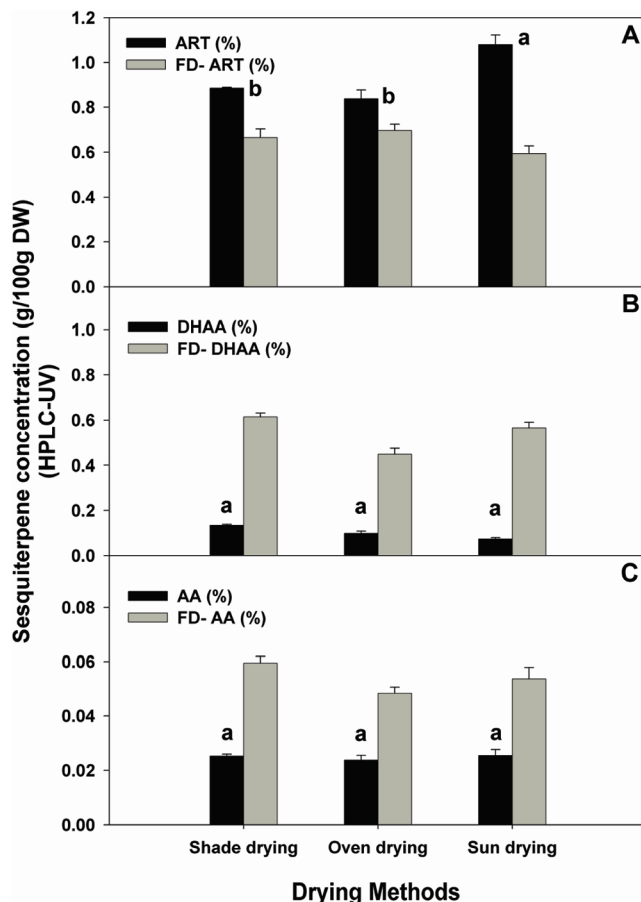 Sesquiterpene concentration (g/100g DW)
(HPLC-UV)
1.2
1.0
0.8
0.6
0.4
0.2
0.0
ART (%)
FD- ART (%)
A
b
b
a
1.0
0.8
0.6
0.4
0.2
0.0
DHAA (%)
FD- DHAA (%)
B
a
a
a
0.08
0.06
0.04
0.02
0.00
AA (%)
FD- AA (%)
C
a
a
a
Shade drying
Oven drying
Sun drying
Drying Methods